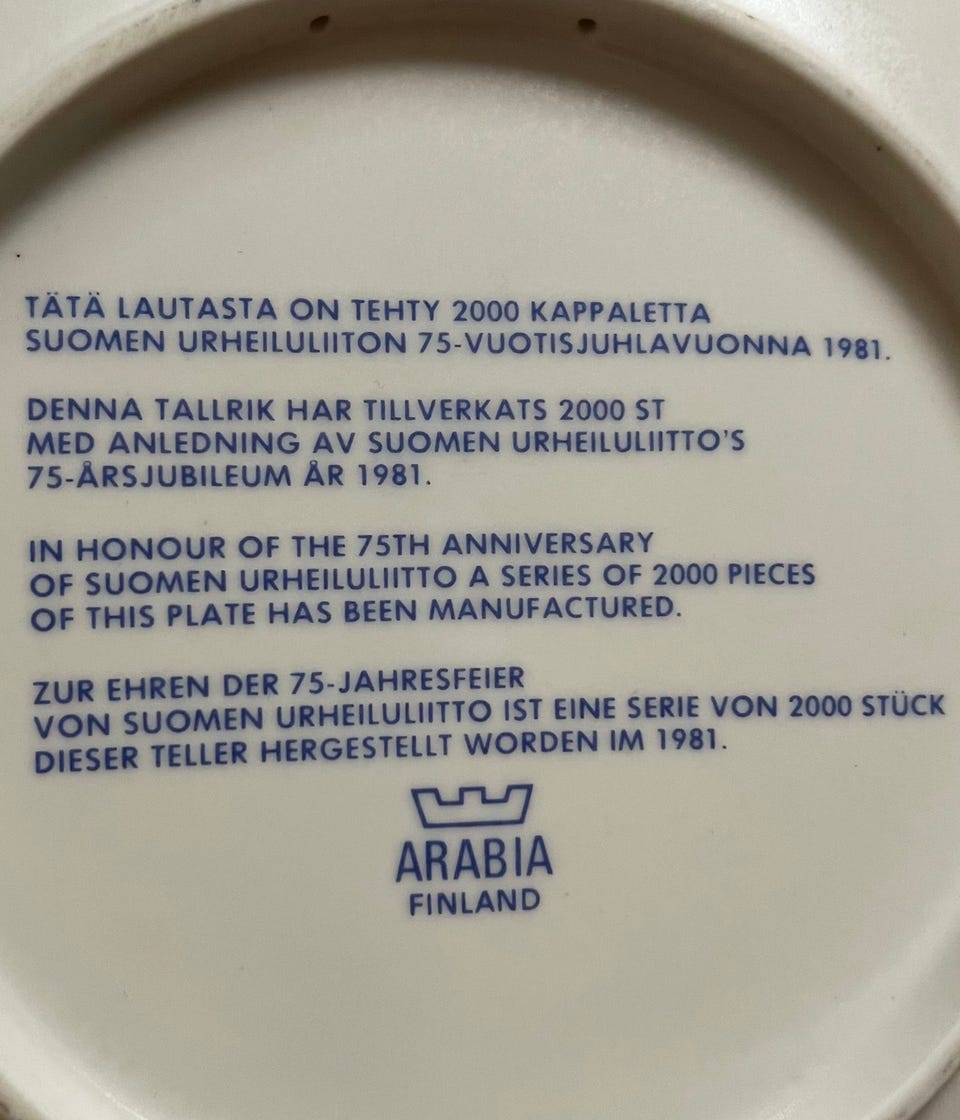 TÄTÄ LAUTASTA ON TEHTY 2000 KAPPALETTA
SUOMEN URHEILULIITON 75-VUOTISJUHLAVUONNA 1981.
DENNA TALLRIK HAR TILLVERKATS 2000 ST
MED ANLEDNING AV SUOMEN URHEILULIITTO'S
75-ÅRSJUBILEUM ÅR 1981.
IN HONOUR OF THE 75TH ANNIVERSARY
OF SUOMEN URHEILULIITTO A SERIES OF 2000 PIECES
OF THIS PLATE HAS BEEN MANUFACTURED.
ZUR EHREN DER 75-JAHRESFEIER
VON SUOMEN URHEILULIITTO IST EINE SERIE VON 2000 STÜCK
DIESER TELLER HERGESTELLT WORDEN IM 1981.
ARABIA
FINLAND